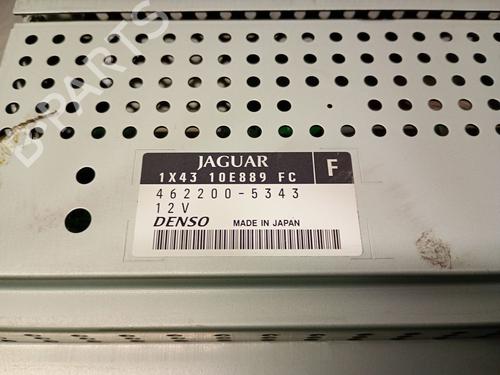 B-PARTS
JAGUAR
F
1X43 10E889 FC
462200-5343
12V
DENSO MADE IN JAPAN